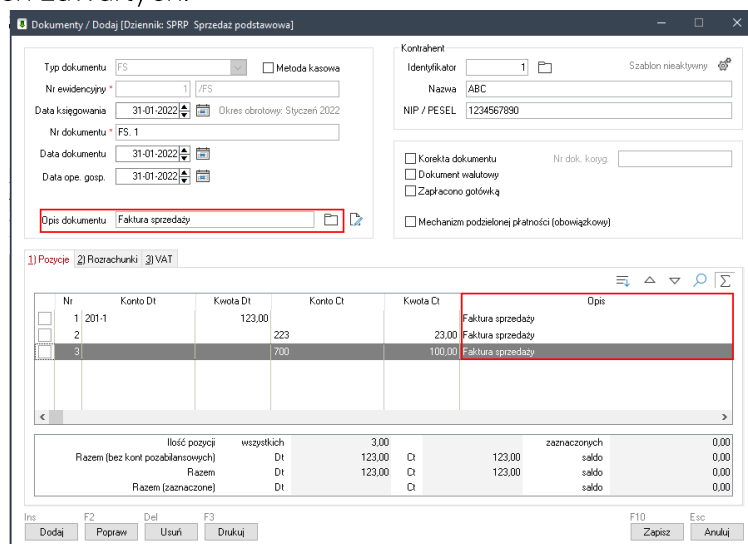 Dokumenty / Dodaj [Dziennik: SPRP Sprzedaż podstawowa]
Typ dokumentu FS Metoda kasowa
Nr ewidencyjny * 1 /FS
Data księgowania 31-01-2022 Okres obrotowy: Styczeń 2022
Nr dokumentu * FS. 1
Data dokumentu 31-01-2022
Data ope. gosp. 31-01-2022
Opis dokumentu Faktura sprzedaży
Kontrahent
Identyfikator 1 Szablon nieaktywny
Nazwa ABC
NIP / PESEL 1234567890
Korekta dokumentu Nr dok. koryg.
Dokument walutowy
Zapłacono gotówką
Mechanizm podzielonej płatności (obowiązkowy)
1) Pozycje 2) Rozrachunki 3) VAT
Nr Konto Dt Kwota Dt Konto Ct Kwota Ct Opis
1 201-1 123,00 Faktura sprzedaży
2 223 23,00 Faktura sprzedaży
3 700 100,00 Faktura sprzedaży
Ilość pozycji wszystkich 3,00 zaznaczonych 0,00
Razem (bez kont pozabilansowych) Dt 123,00 Ct 123,00 saldo 0,00
Razem Dt 123,00 Ct 123,00 saldo 0,00
Razem (zaznaczone) Dt Ct saldo 0,00
Ins F2 Del F3 F10 Esc
Dodaj Popraw Usuń Drukuj Zapisz Anuluj